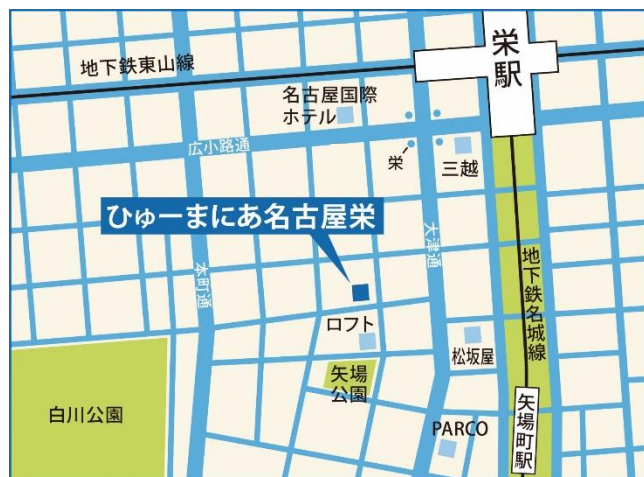 栄駅
地下鉄東山線
名古屋国際
ホテル
広小路通
栄
三越
ひゅーまにあ名古屋栄
大津通
本町通
地下鉄名城線
ロフト
松坂屋
矢場
公園
白川公園
矢場町駅
PARCO